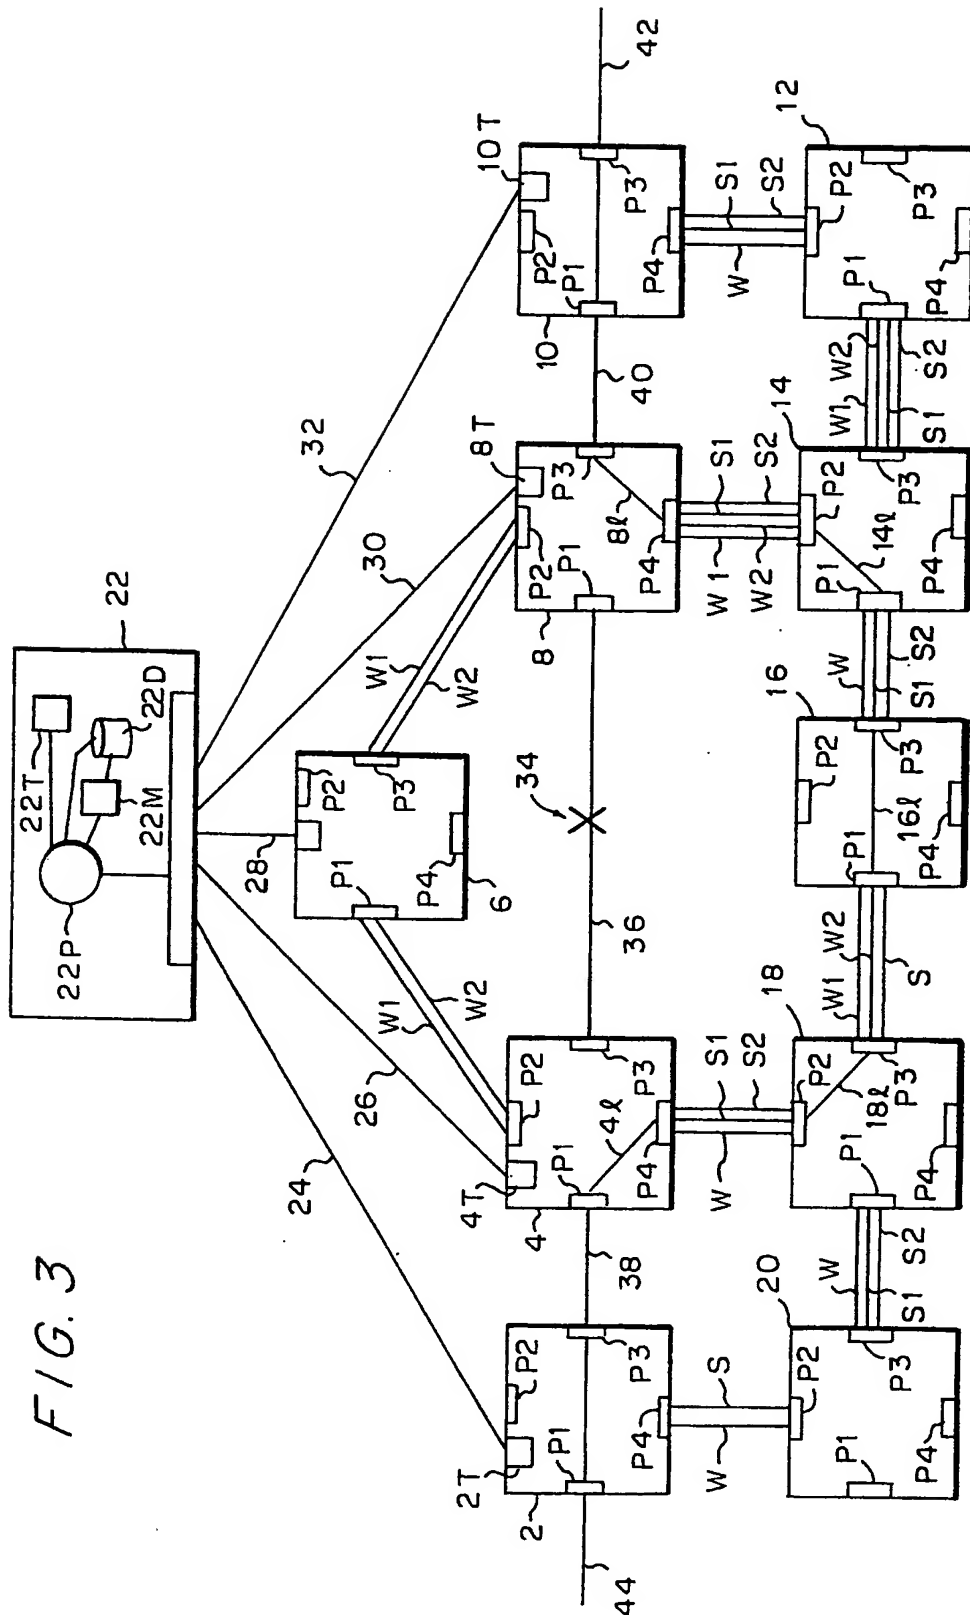 FIG. 3
22
22T
22D
22M
22P
24
26
28
30
32
W1
W2
P1
P2
P3
P4
6
W1
W2
34
36
44
2T
P2
P1
P3
P4
2
38
4T
P2
P1
P3
P4
4ℓ
4
8T
P2
P1
P3
P4
8ℓ
8
40
10T
P2
P1
P3
P4
10
42
W
S
W
S1
S2
W1
W2
S1
S2
W
S1
S2
20
P2
P1
P3
P4
W
S1
S2
18
P2
P1
P3
P4
18ℓ
W1
W2
S
16
P2
P1
P3
P4
16ℓ
W
S1
S2
14
P2
P1
P3
P4
14ℓ
W1
W2
S1
S2
12
P2
P1
P3
P4